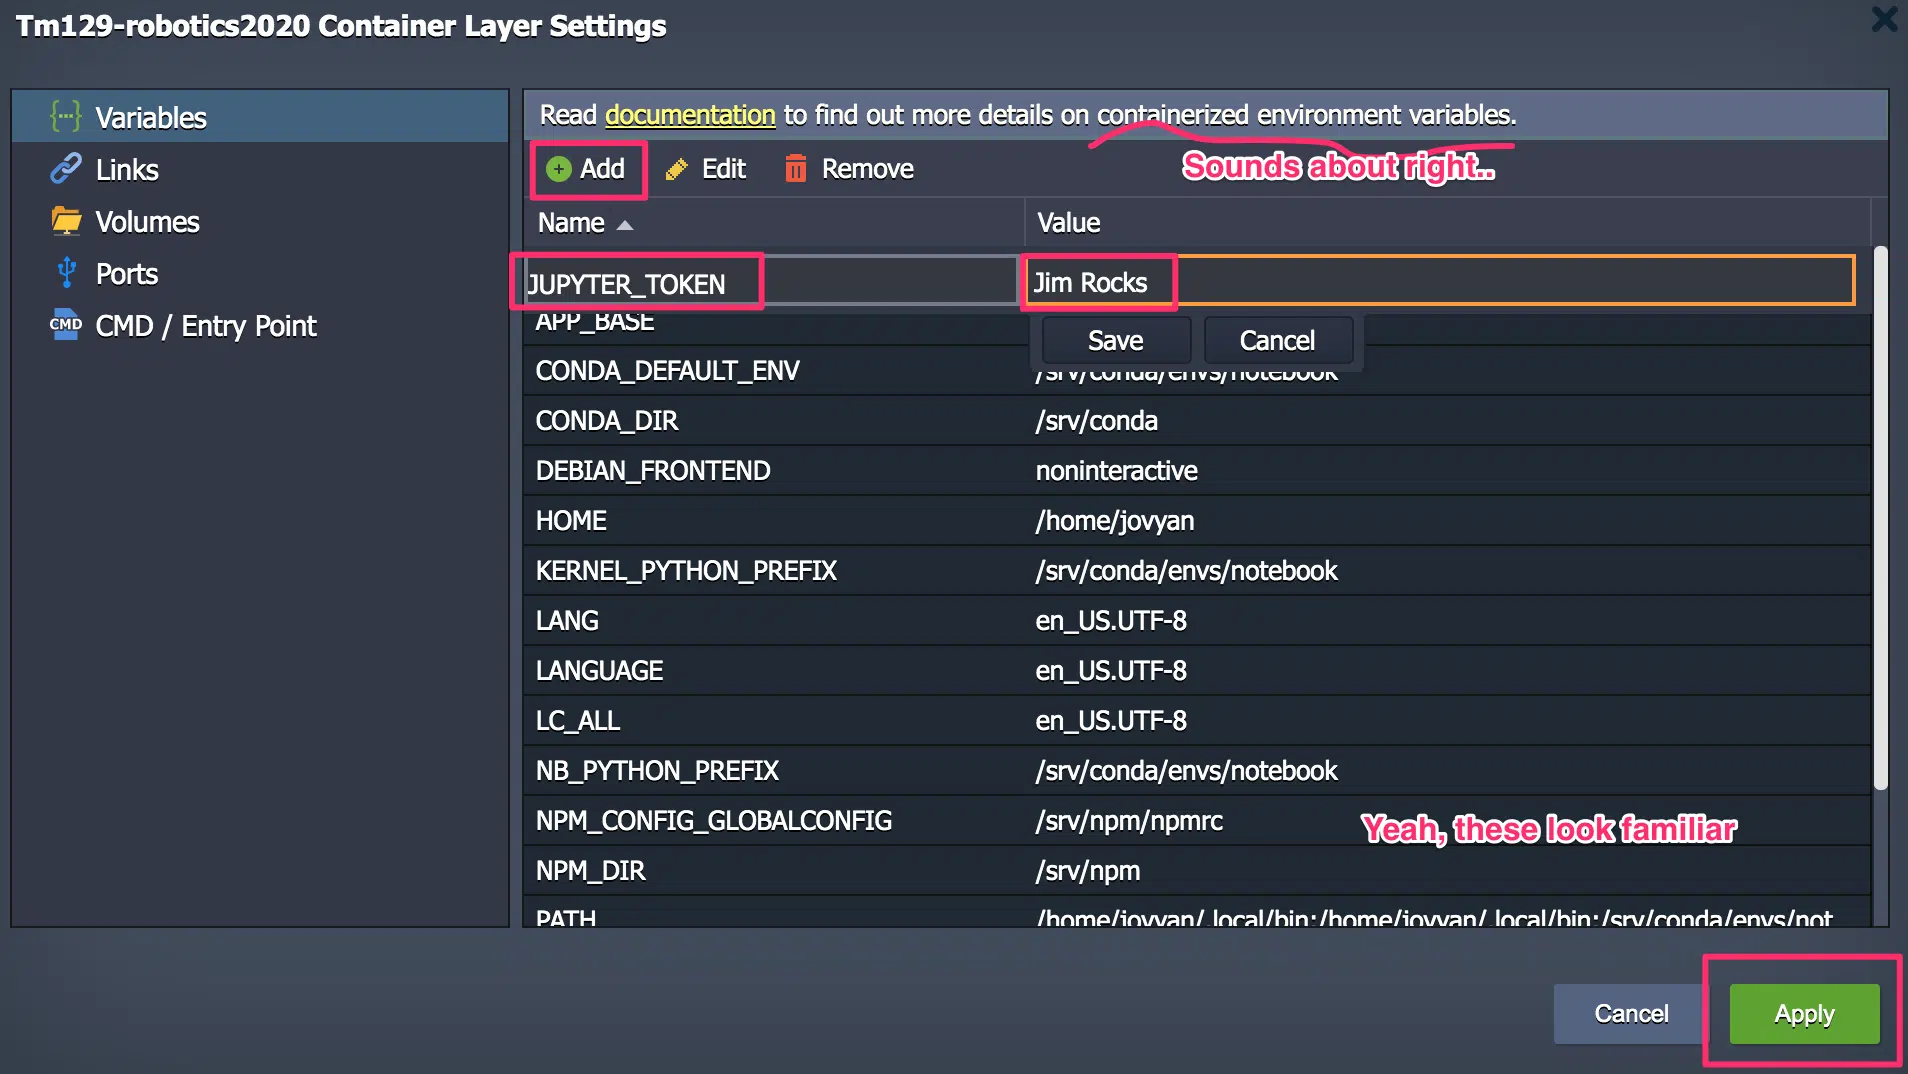 Tm129-robotics2020 Container Layer Settings
Variables
Links
Volumes
Ports
CMD CMD / Entry Point
Read documentation to find out more details on containerized environment variables.
Add Edit Remove
Sounds about right..
Name Value
JUPYTER_TOKEN Jim Rocks
Save Cancel
APP_BASE
CONDA_DEFAULT_ENV /srv/conda/envs/notebook
CONDA_DIR /srv/conda
DEBIAN_FRONTEND noninteractive
HOME /home/jovyan
KERNEL_PYTHON_PREFIX /srv/conda/envs/notebook
LANG en_US.UTF-8
LANGUAGE en_US.UTF-8
LC_ALL en_US.UTF-8
NB_PYTHON_PREFIX /srv/conda/envs/notebook
NPM_CONFIG_GLOBALCONFIG /srv/npm/npmrc
Yeah, these look familiar
NPM_DIR /srv/npm
PATH /home/jovyan/.local/bin:/home/jovyan/.local/bin:/srv/conda/envs/not
Cancel Apply